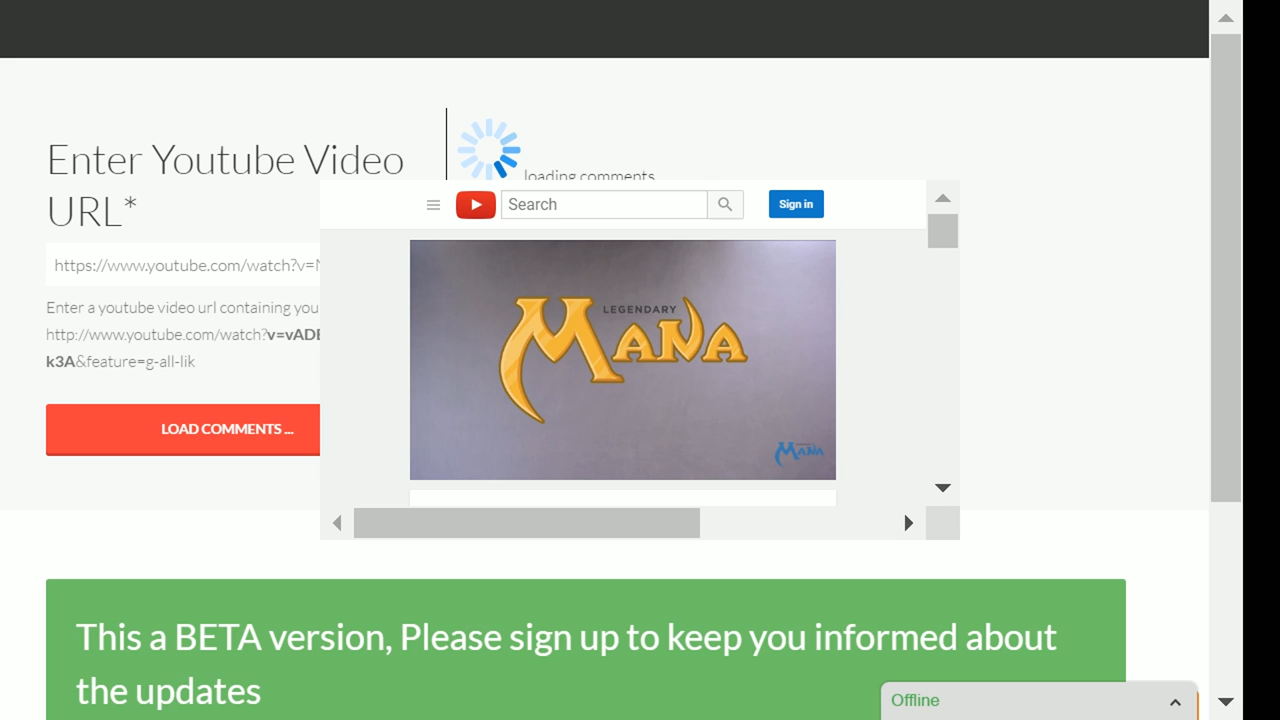 Enter Youtube Video
URL*
loading comments
https://www.youtube.com/watch?v=
Enter a youtube video url containing you
http://www.youtube.com/watch?v=vADE
k3A&feature=g-all-lik
LOAD COMMENTS ...
Search
Sign in
LEGENDARY
MANA
MANA
This a BETA version, Please sign up to keep you informed about
the updates
Offline